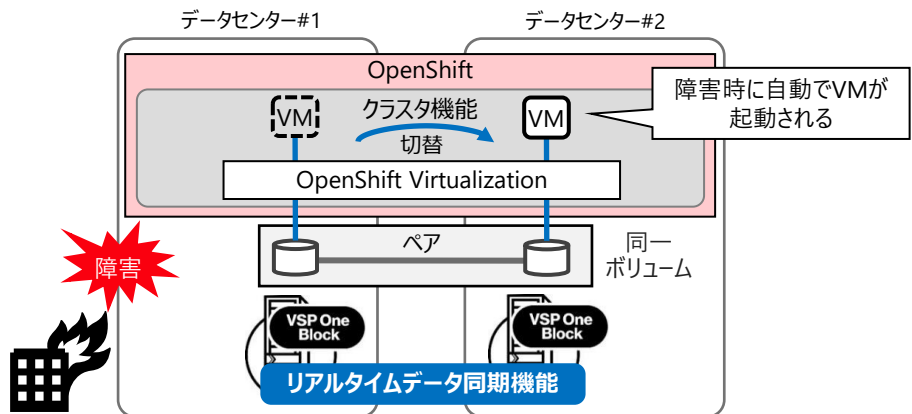 データセンター#1
データセンター#2
OpenShift
障害時に自動でVMが
起動される
VM
クラスタ機能
切替
VM
OpenShift Virtualization
ペア
同一
ボリューム
障害
VSP One
Block
VSP One
Block
リアルタイムデータ同期機能